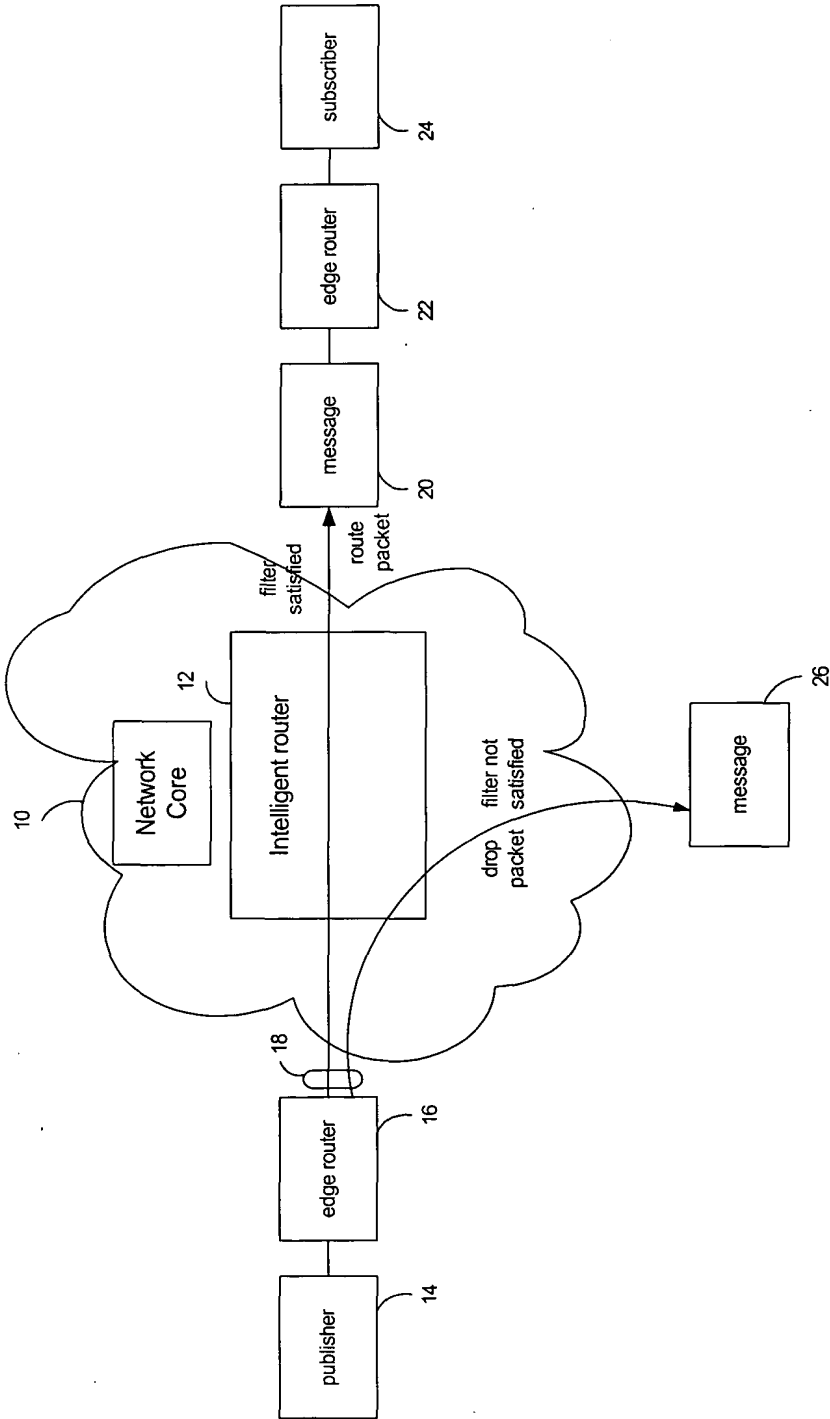 publisher
14
edge router
16
18
10
Network
Core
12
Intelligent router
filter
satisfied
route
packet
drop
packet
filter not
satisfied
message
20
edge router
22
subscriber
24
message
26